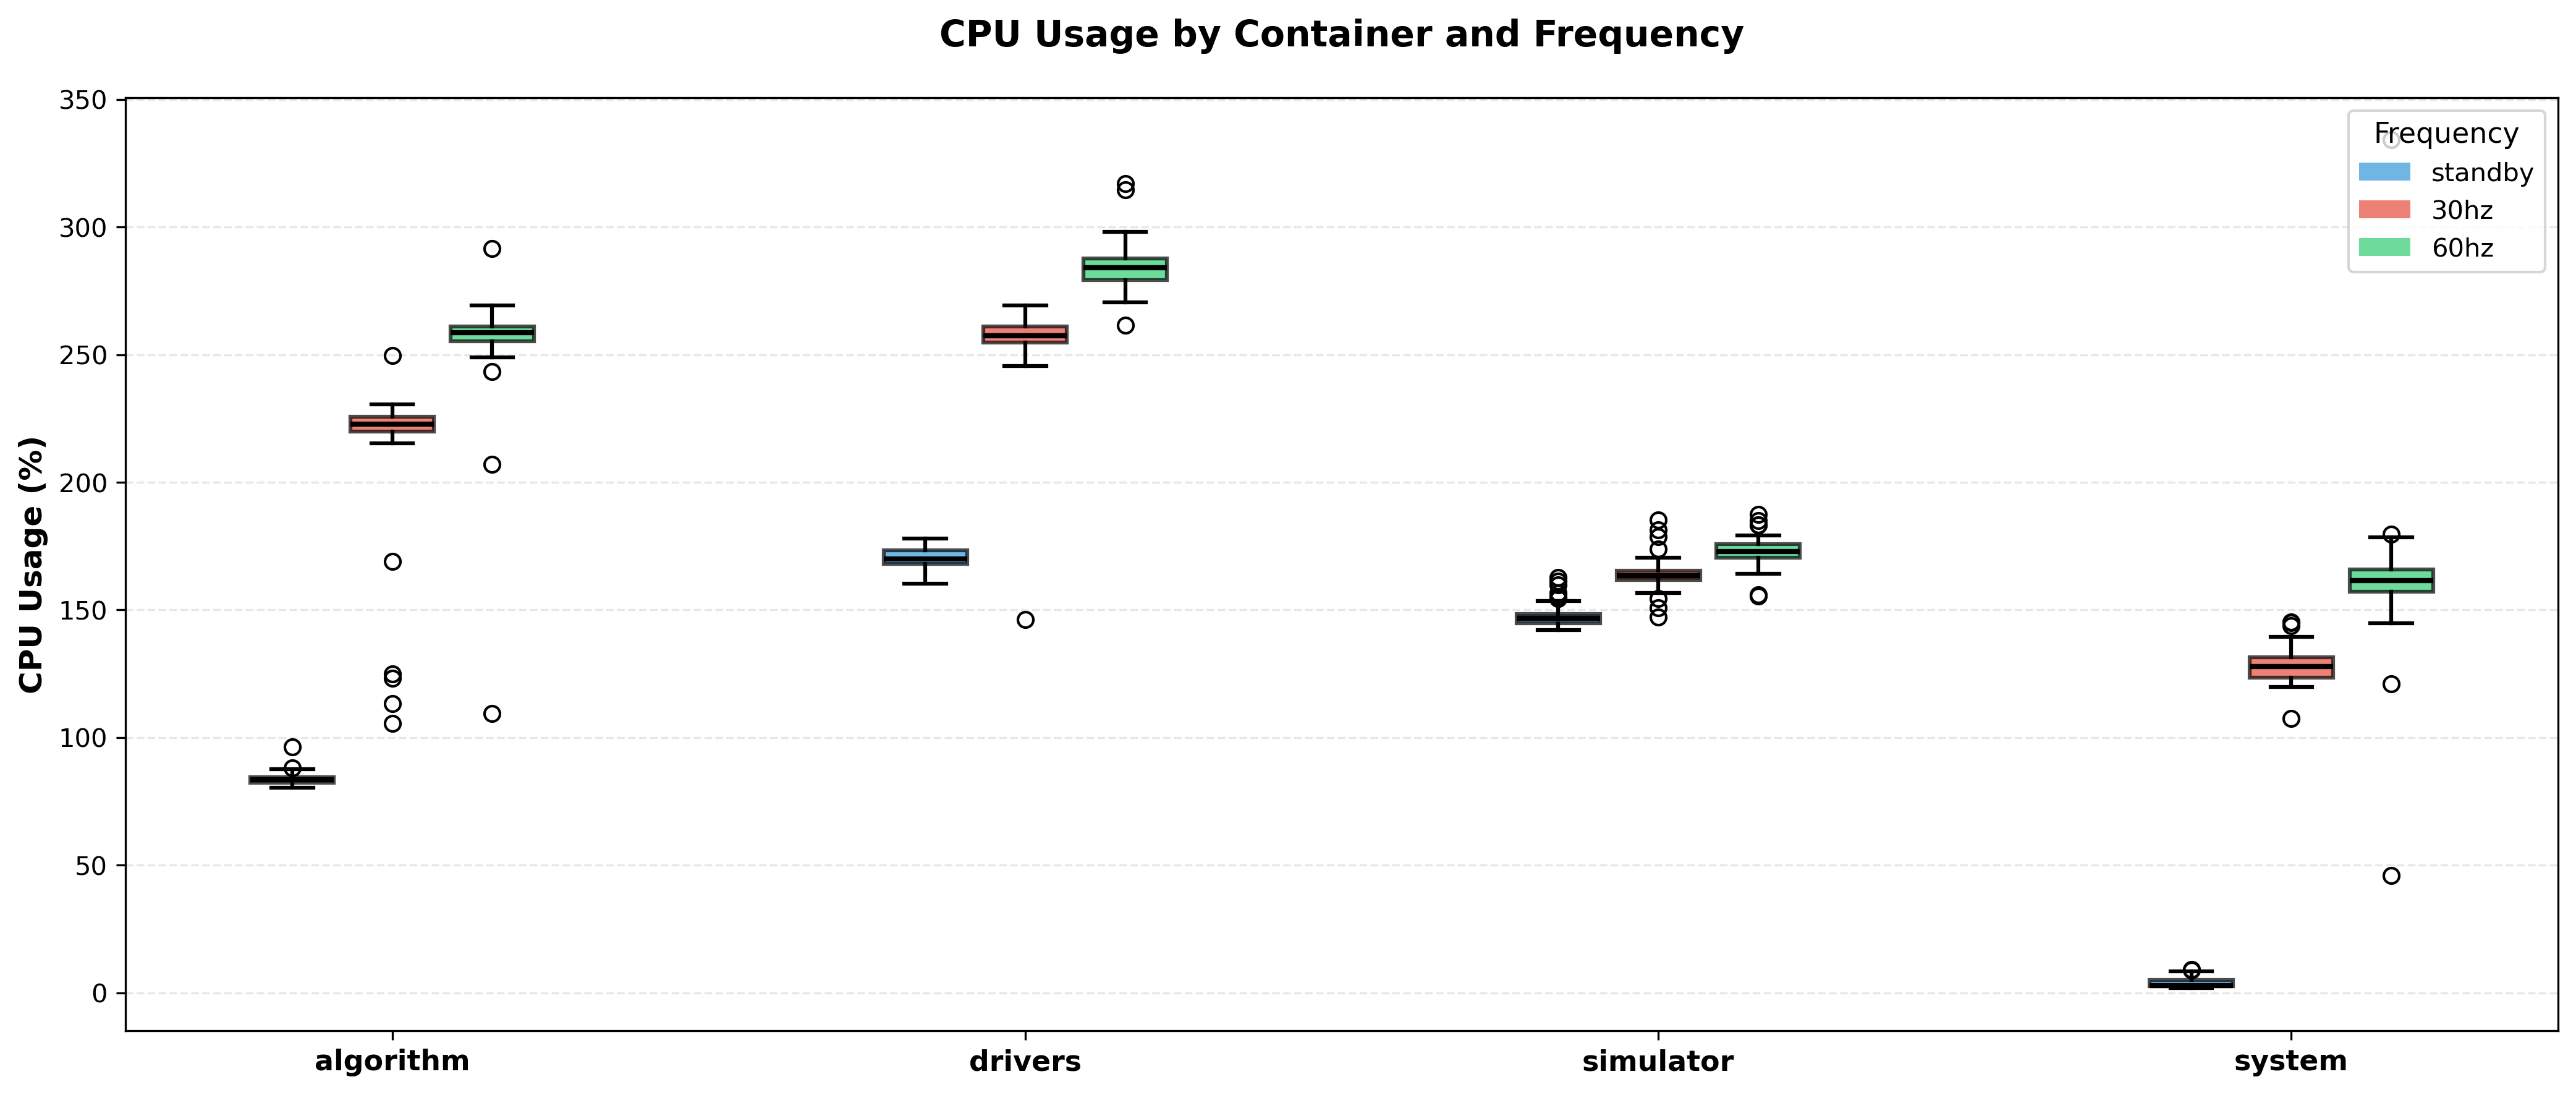 CPU Usage by Container and Frequency
CPU Usage (%)
350
300
250
200
150
100
50
0
Frequency
standby
30hz
60hz
algorithm
drivers
simulator
system